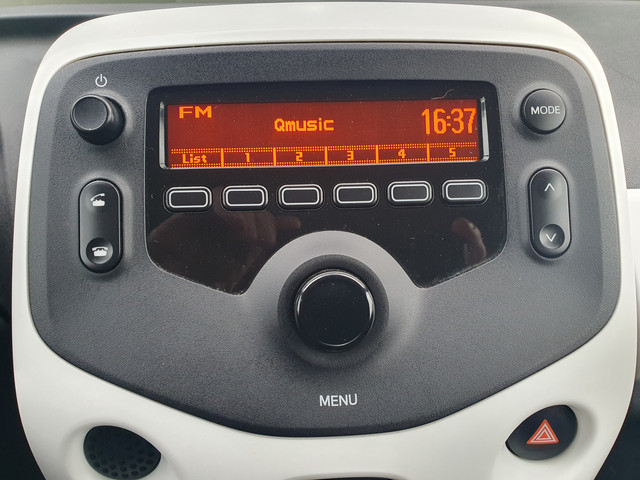 FM
Qmusic
16:37
MODE
List 1 2 3 4 5
MENU